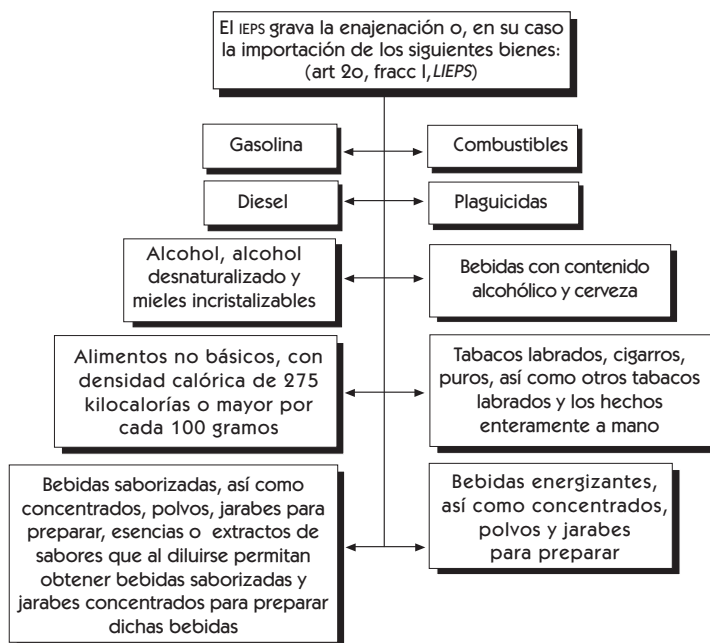 El IEPS grava la enajenación o, en su caso
la importación de los siguientes bienes:
(art 2o, fracc I, LIEPS)
Gasolina
Combustibles
Diesel
Plaguicidas
Alcohol, alcohol
desnaturalizado y
mieles incristalizables
Bebidas con contenido
alcohólico y cerveza
Alimentos no básicos, con
densidad calórica de 275
kilocalorías o mayor por
cada 100 gramos
Tabacos labrados, cigarros,
puros, así como otros tabacos
labrados y los hechos
enteramente a mano
Bebidas saborizadas, así como
concentrados, polvos, jarabes para
preparar, esencias o extractos de
sabores que al diluirse permitan
obtener bebidas saborizadas y
jarabes concentrados para preparar
dichas bebidas
Bebidas energizantes,
así como concentrados,
polvos y jarabes
para preparar